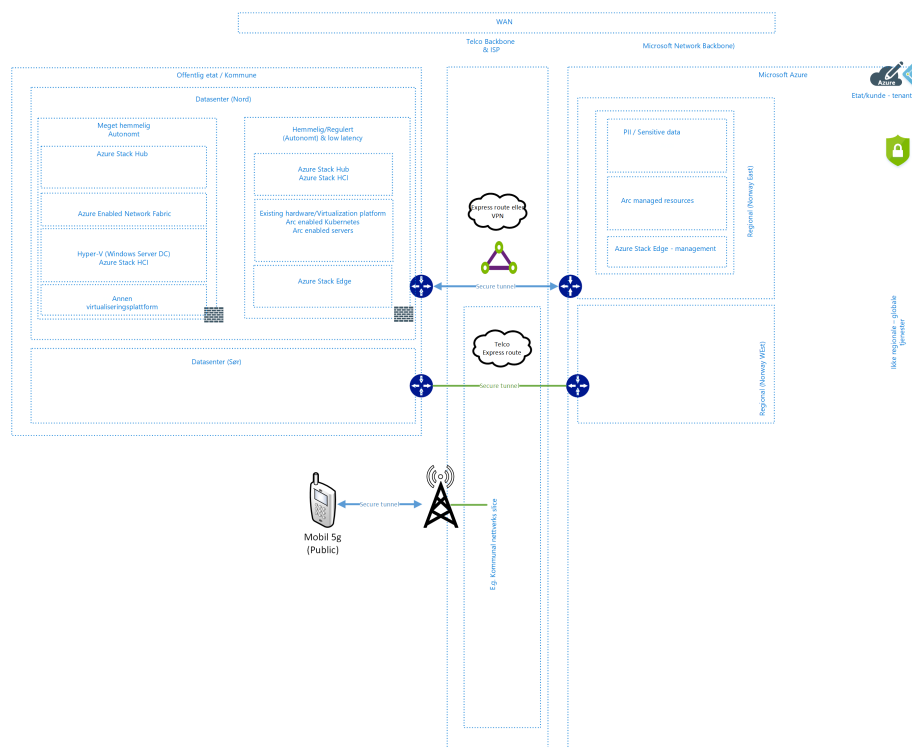 WAN
Telco Backbone
& ISP
Microsoft Network Backbone)
Offentlig etat / Kommune
Microsoft Azure
Azure
Etat/kunde - tenant
Datasenter (Nord)
Meget hemmelig
Autonomt
Azure Stack Hub
Azure Enabled Network Fabric
Hyper-V (Windows Server DC)
Azure Stack HCI
Annen
virtualiseringsplattform
Hemmelig/Regulert
(Autonomt) & low latency
Azure Stack Hub
Azure Stack HCI
Existing hardware/Virtualization platform
Arc enabled Kubernetes
Arc enabled servers
Azure Stack Edge
Express route eller
VPN
Secure tunnel
PII / Sensitive data
Arc managed resources
Azure Stack Edge - management
Regional (Norway East)
Datasenter (Sør)
Telco
Express route
Secure tunnel
Regional (Norway WEst)
Ikke regionale – globale
tjenester
Secure tunnel
Mobil 5g
(Public)
E.g. Kommunal nettverks slice